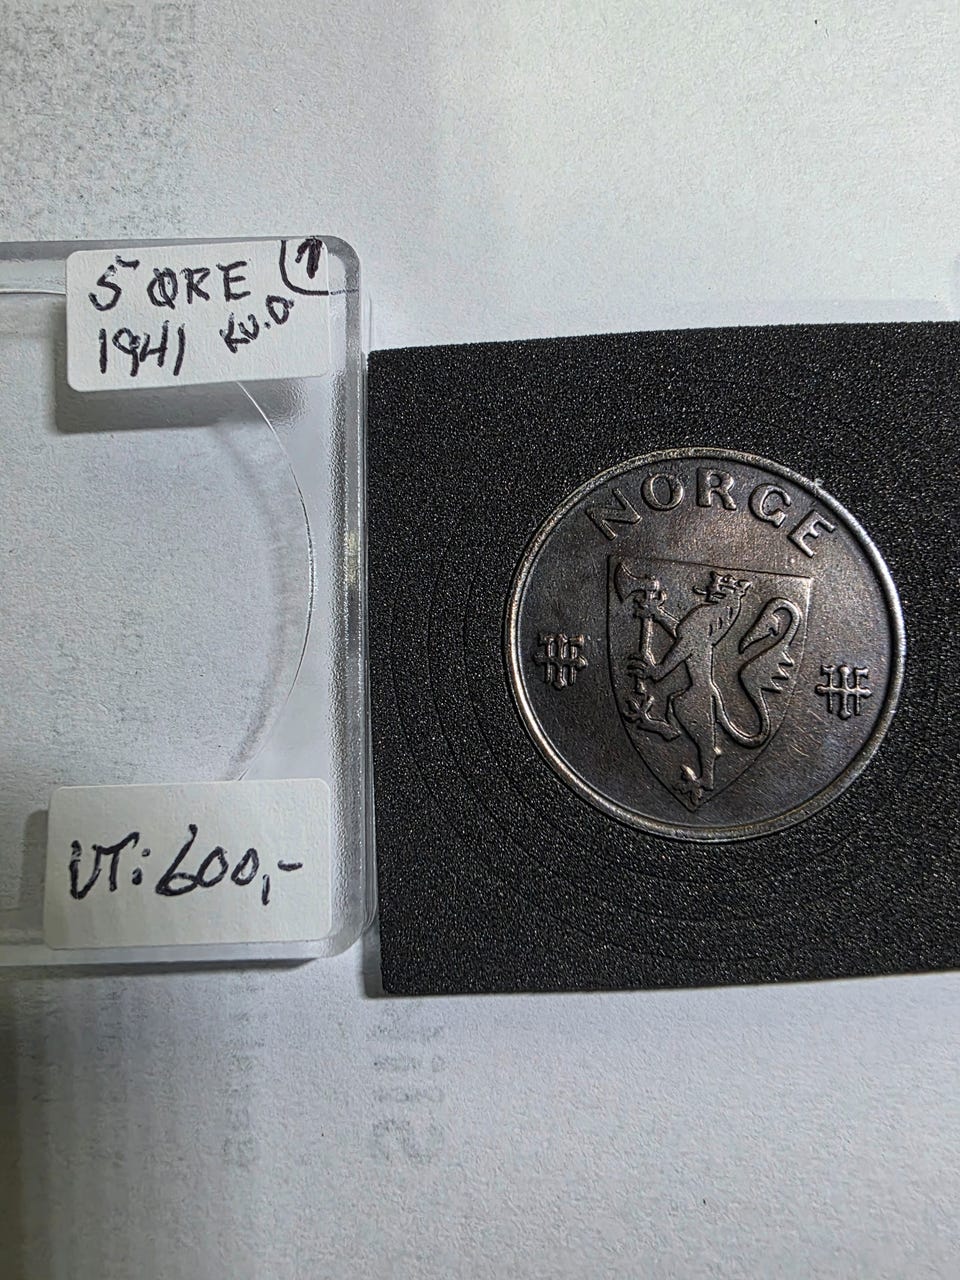 5 ØRE
1941 KV.0
VT: 600,-
NORGE